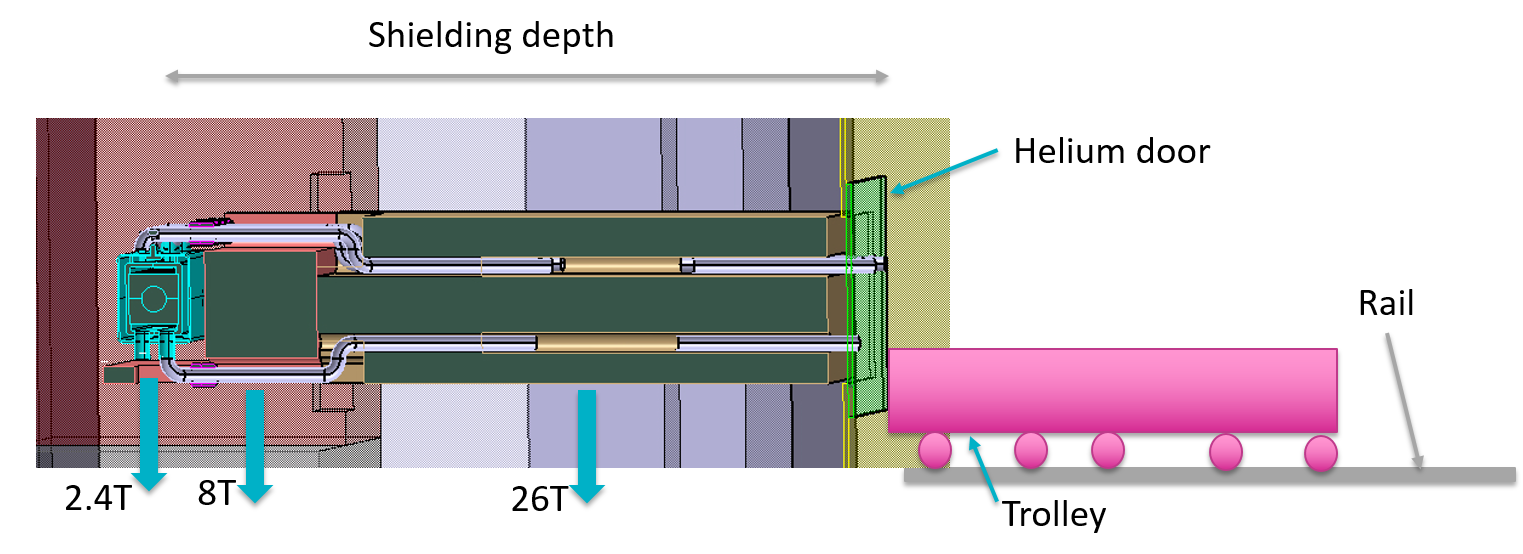 Shielding depth
Helium door
Rail
2.4T
8T
26T
Trolley